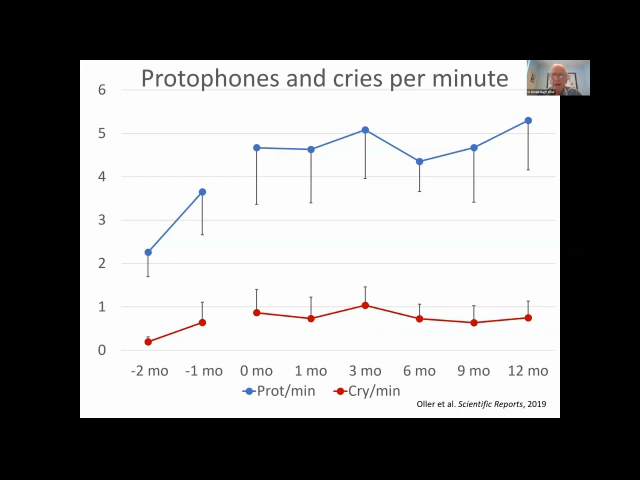 Protophones and cries per minute
6
5
4
3
2
1
0
-2 mo -1 mo 0 mo 1 mo 3 mo 6 mo 9 mo 12 mo
Prot/min Cry/min
Oller et al. Scientific Reports, 2019